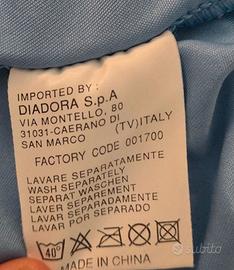 IMPORTED BY:
DIADORA S.p.A
VIA MONTELLO, 80
31031-CAERANO DI
SAN MARCO (TV)ITALY
FACTORY CODE 001700
LAVARE SEPARATAMENTE
WASH SEPARATELY
SEPARAT WASCHEN
LAVER SEPAREMENT
LAVAR SEPARADAMENTE
LAVAR POR SEPARADO
40°
MADE IN CHINA
subito